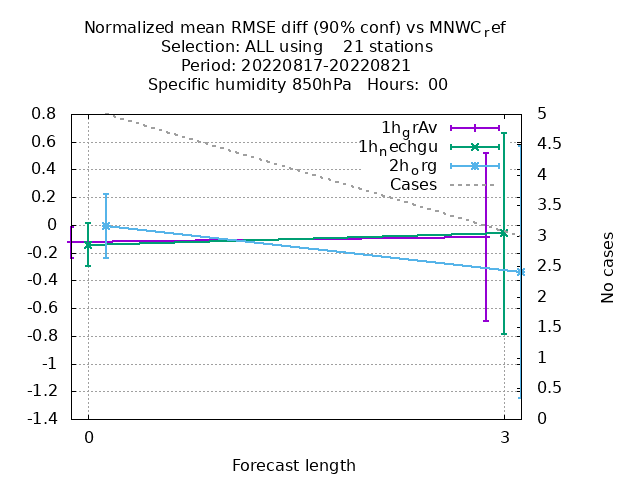 Normalized mean RMSE diff (90% conf) vs MNWC_ref
Selection: ALL using    21 stations
Period: 20220817-20220821
Specific humidity 850hPa   Hours:  00
1h_grAv
1h_nechgu
2h_org
Cases
0.8
0.6
0.4
0.2
0
-0.2
-0.4
-0.6
-0.8
-1
-1.2
-1.4
5
4.5
4
3.5
3
2.5
2
1.5
1
0.5
0
No cases
0
3
Forecast length